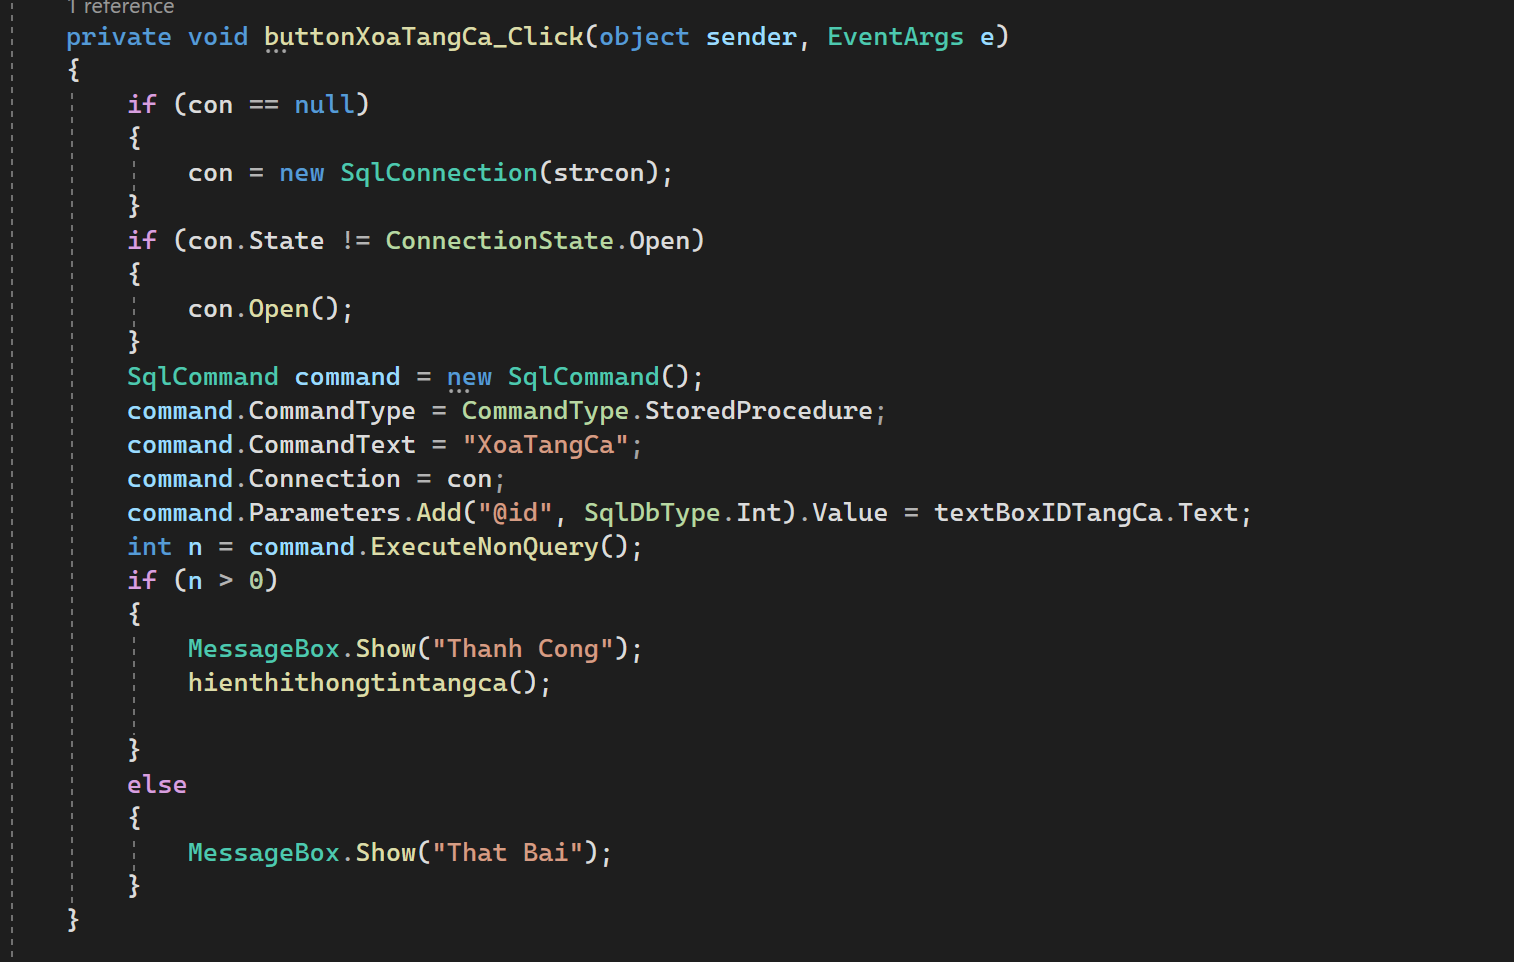 1 reference
private void buttonXoaTangCa_Click(object sender, EventArgs e)
{
    if (con == null)
    {
        con = new SqlConnection(strcon);
    }
    if (con.State != ConnectionState.Open)
    {
        con.Open();
    }
    SqlCommand command = new SqlCommand();
    command.CommandType = CommandType.StoredProcedure;
    command.CommandText = "XoaTangCa";
    command.Connection = con;
    command.Parameters.Add("@id", SqlDbType.Int).Value = textBoxIDTangCa.Text;
    int n = command.ExecuteNonQuery();
    if (n > 0)
    {
        MessageBox.Show("Thanh Cong");
        hienthithongtintangca();

    }
    else
    {
        MessageBox.Show("That Bai");
    }
}